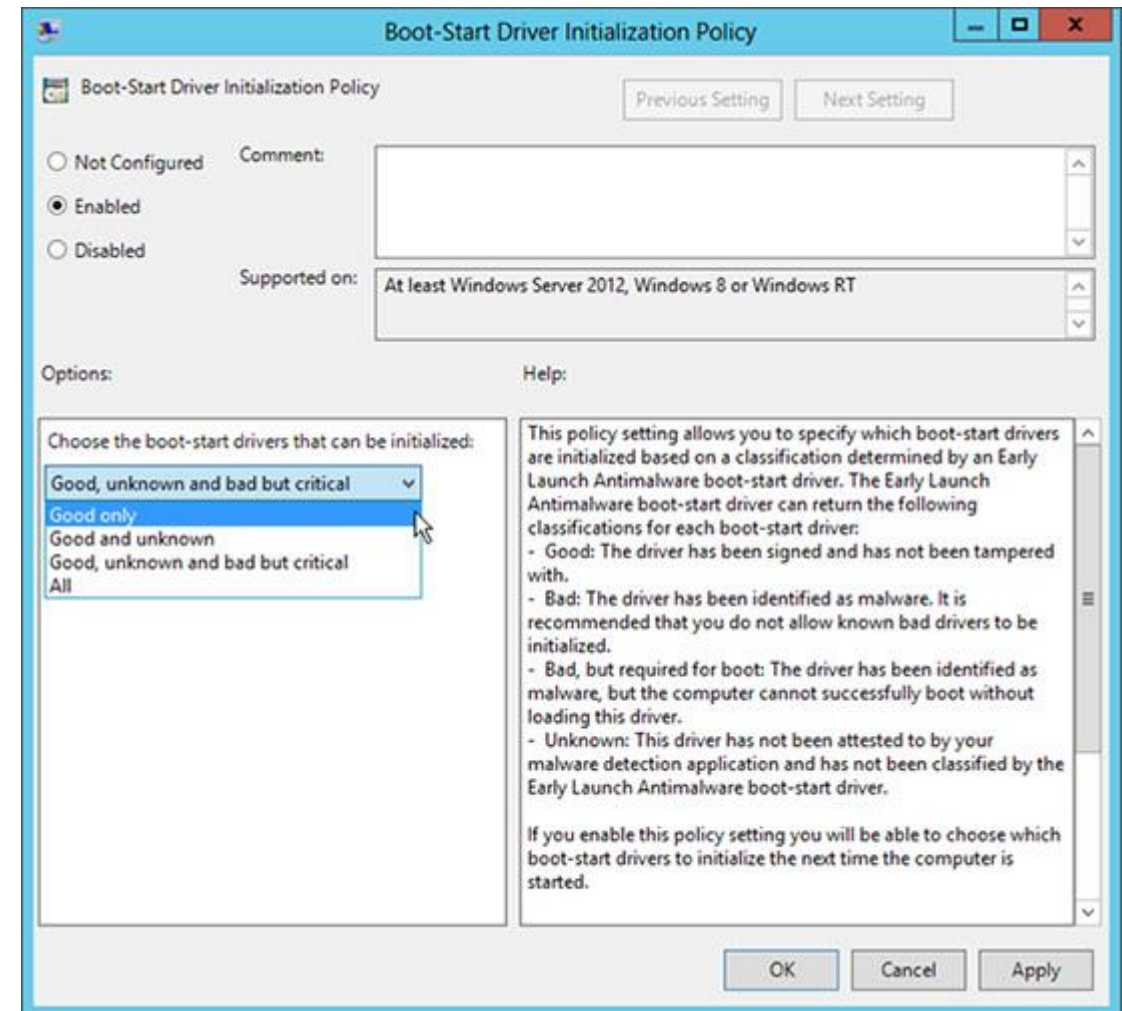 Boot-Start Driver Initialization Policy
Boot-Start Driver Initialization Policy
Previous Setting
Next Setting
Not Configured
Comment:
Enabled
Disabled
Supported on:
At least Windows Server 2012, Windows 8 or Windows RT
Options:
Help:
Choose the boot-start drivers that can be initialized:
Good, unknown and bad but critical
Good only
Good and unknown
Good, unknown and bad but critical
All
This policy setting allows you to specify which boot-start drivers
are initialized based on a classification determined by an Early
Launch Antimalware boot-start driver. The Early Launch
Antimalware boot-start driver can return the following
classifications for each boot-start driver:
- Good: The driver has been signed and has not been tampered
with.
- Bad: The driver has been identified as malware. It is
recommended that you do not allow known bad drivers to be
initialized.
- Bad, but required for boot: The driver has been identified as
malware, but the computer cannot successfully boot without
loading this driver.
- Unknown: This driver has not been attested to by your
malware detection application and has not been classified by the
Early Launch Antimalware boot-start driver.
If you enable this policy setting you will be able to choose which
boot-start drivers to initialize the next time the computer is
started.
OK
Cancel
Apply